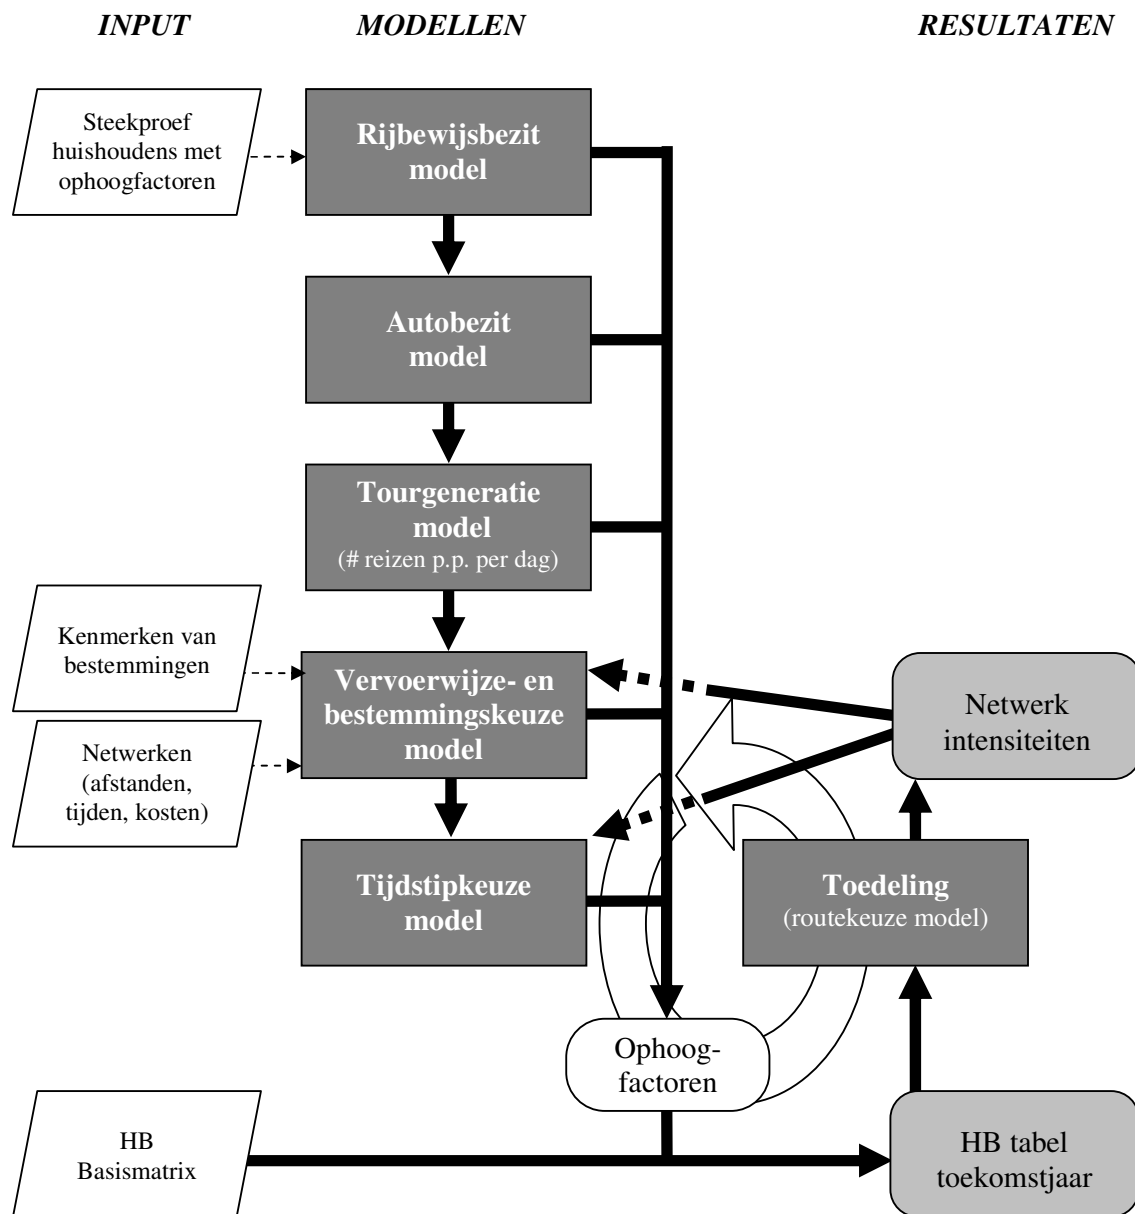 INPUT
MODELLEN
RESULTATEN
Steekproef
huishoudens met
ophoogfactoren
Rijbewijsbezit
model
Autobezit
model
Tourgeneratie
model
(# reizen p.p. per dag)
Kenmerken van
bestemmingen
Vervoerwijze- en
bestemmingskeuze
model
Netwerk
intensiteiten
Netwerken
(afstanden,
tijden, kosten)
Tijdstipkeuze
model
Toedeling
(routekeuze model)
Ophoog-
factoren
HB
Basismatrix
HB tabel
toekomstjaar